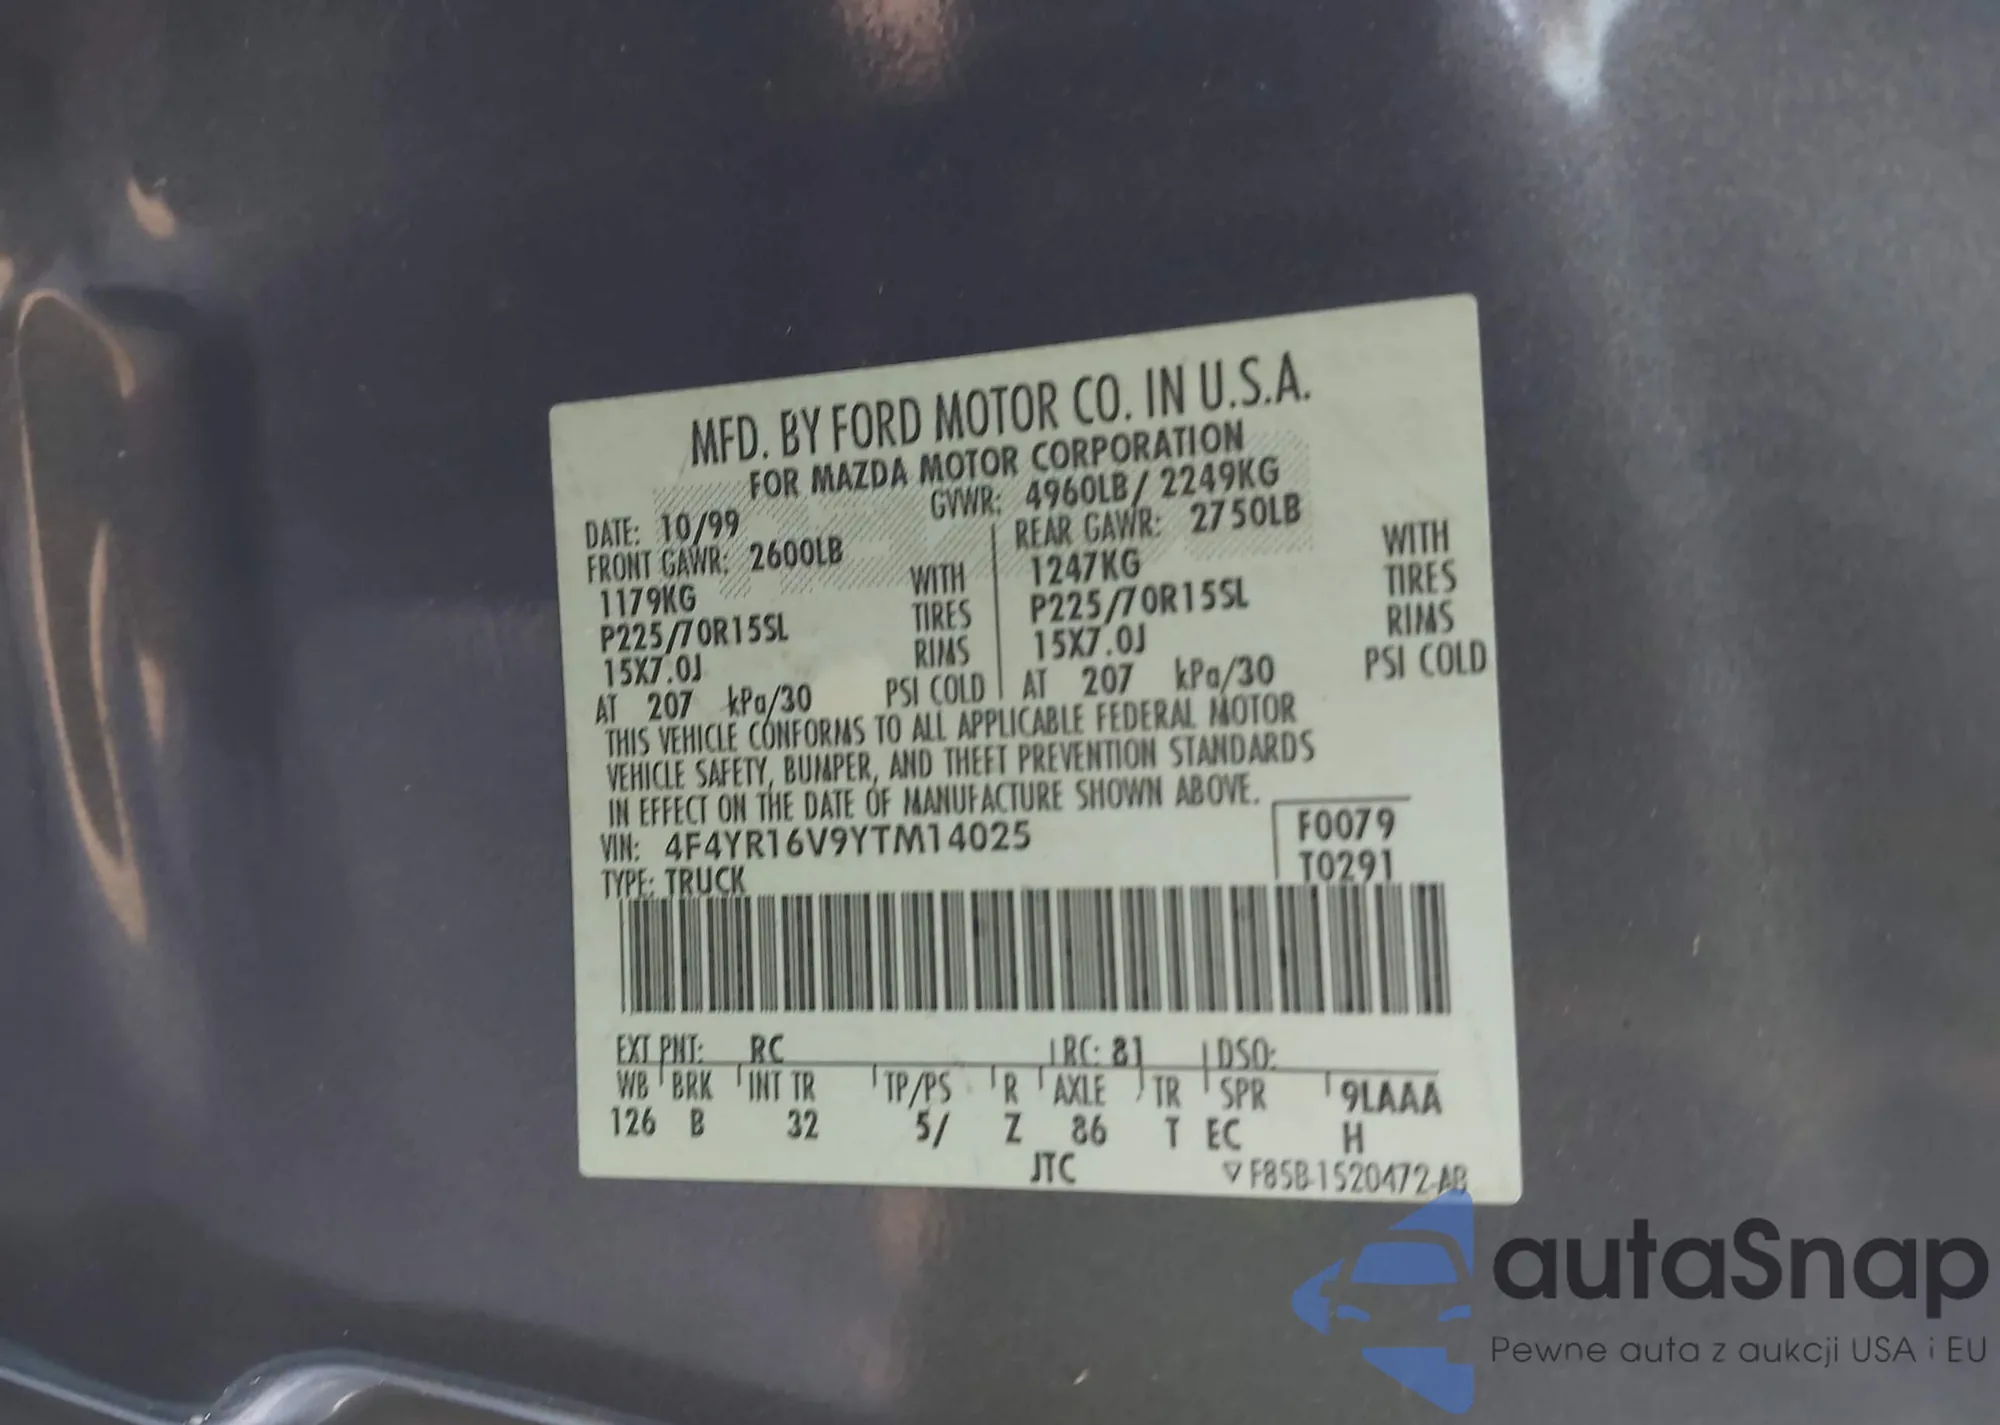 MFD. BY FORD MOTOR CO. IN U.S.A.
FOR MAZDA MOTOR CORPORATION
DATE: 10/99 GVWR: 4960LB/ 2249KG
FRONT GAWR: 2600LB REAR GAWR: 2750LB
1179KG WITH 1247KG WITH
P225/70R15SL TIRES P225/70R15SL TIRES
15X7.0J RIMS 15X7.0J RIMS
AT 207 kPa/30 PSI COLD AT 207 kPa/30 PSI COLD
THIS VEHICLE CONFORMS TO ALL APPLICABLE FEDERAL MOTOR
VEHICLE SAFETY, BUMPER, AND THEFT PREVENTION STANDARDS
IN EFFECT ON THE DATE OF MANUFACTURE SHOWN ABOVE.
VIN: 4F4YR16V9YTM14025 F0079
TYPE: TRUCK T0291
EXT PNT: RC RC: 81 DSO:
WB BRK INT TR TP/PS R AXLE TR SPR 9LAAA
126 B 32 5/ Z 86 T EC H
JTC ▽ F85B-1520472-AB
autaSnap
Pewne auta z aukcji USA i EU